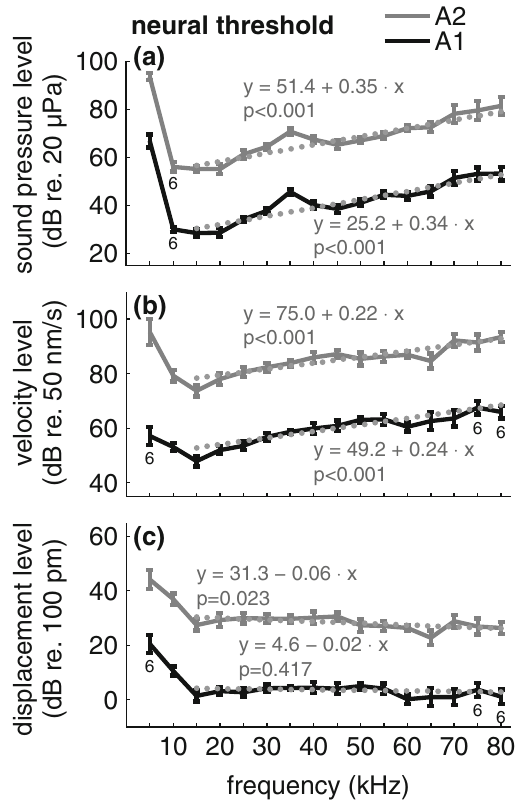 neural threshold
A2
A1
(a)
sound pressure level
(dB re. 20 µPa)
100
80
60
40
20
y = 51.4 + 0.35 · x
p<0.001
6
6
y = 25.2 + 0.34 · x
p<0.001
(b)
velocity level
(dB re. 50 nm/s)
100
80
60
40
y = 75.0 + 0.22 · x
p<0.001
6
6
6
y = 49.2 + 0.24 · x
p<0.001
(c)
displacement level
(dB re. 100 pm)
60
40
20
0
y = 31.3 − 0.06 · x
p=0.023
y = 4.6 − 0.02 · x
p=0.417
6
6
6
10 20 30 40 50 60 70 80
frequency (kHz)